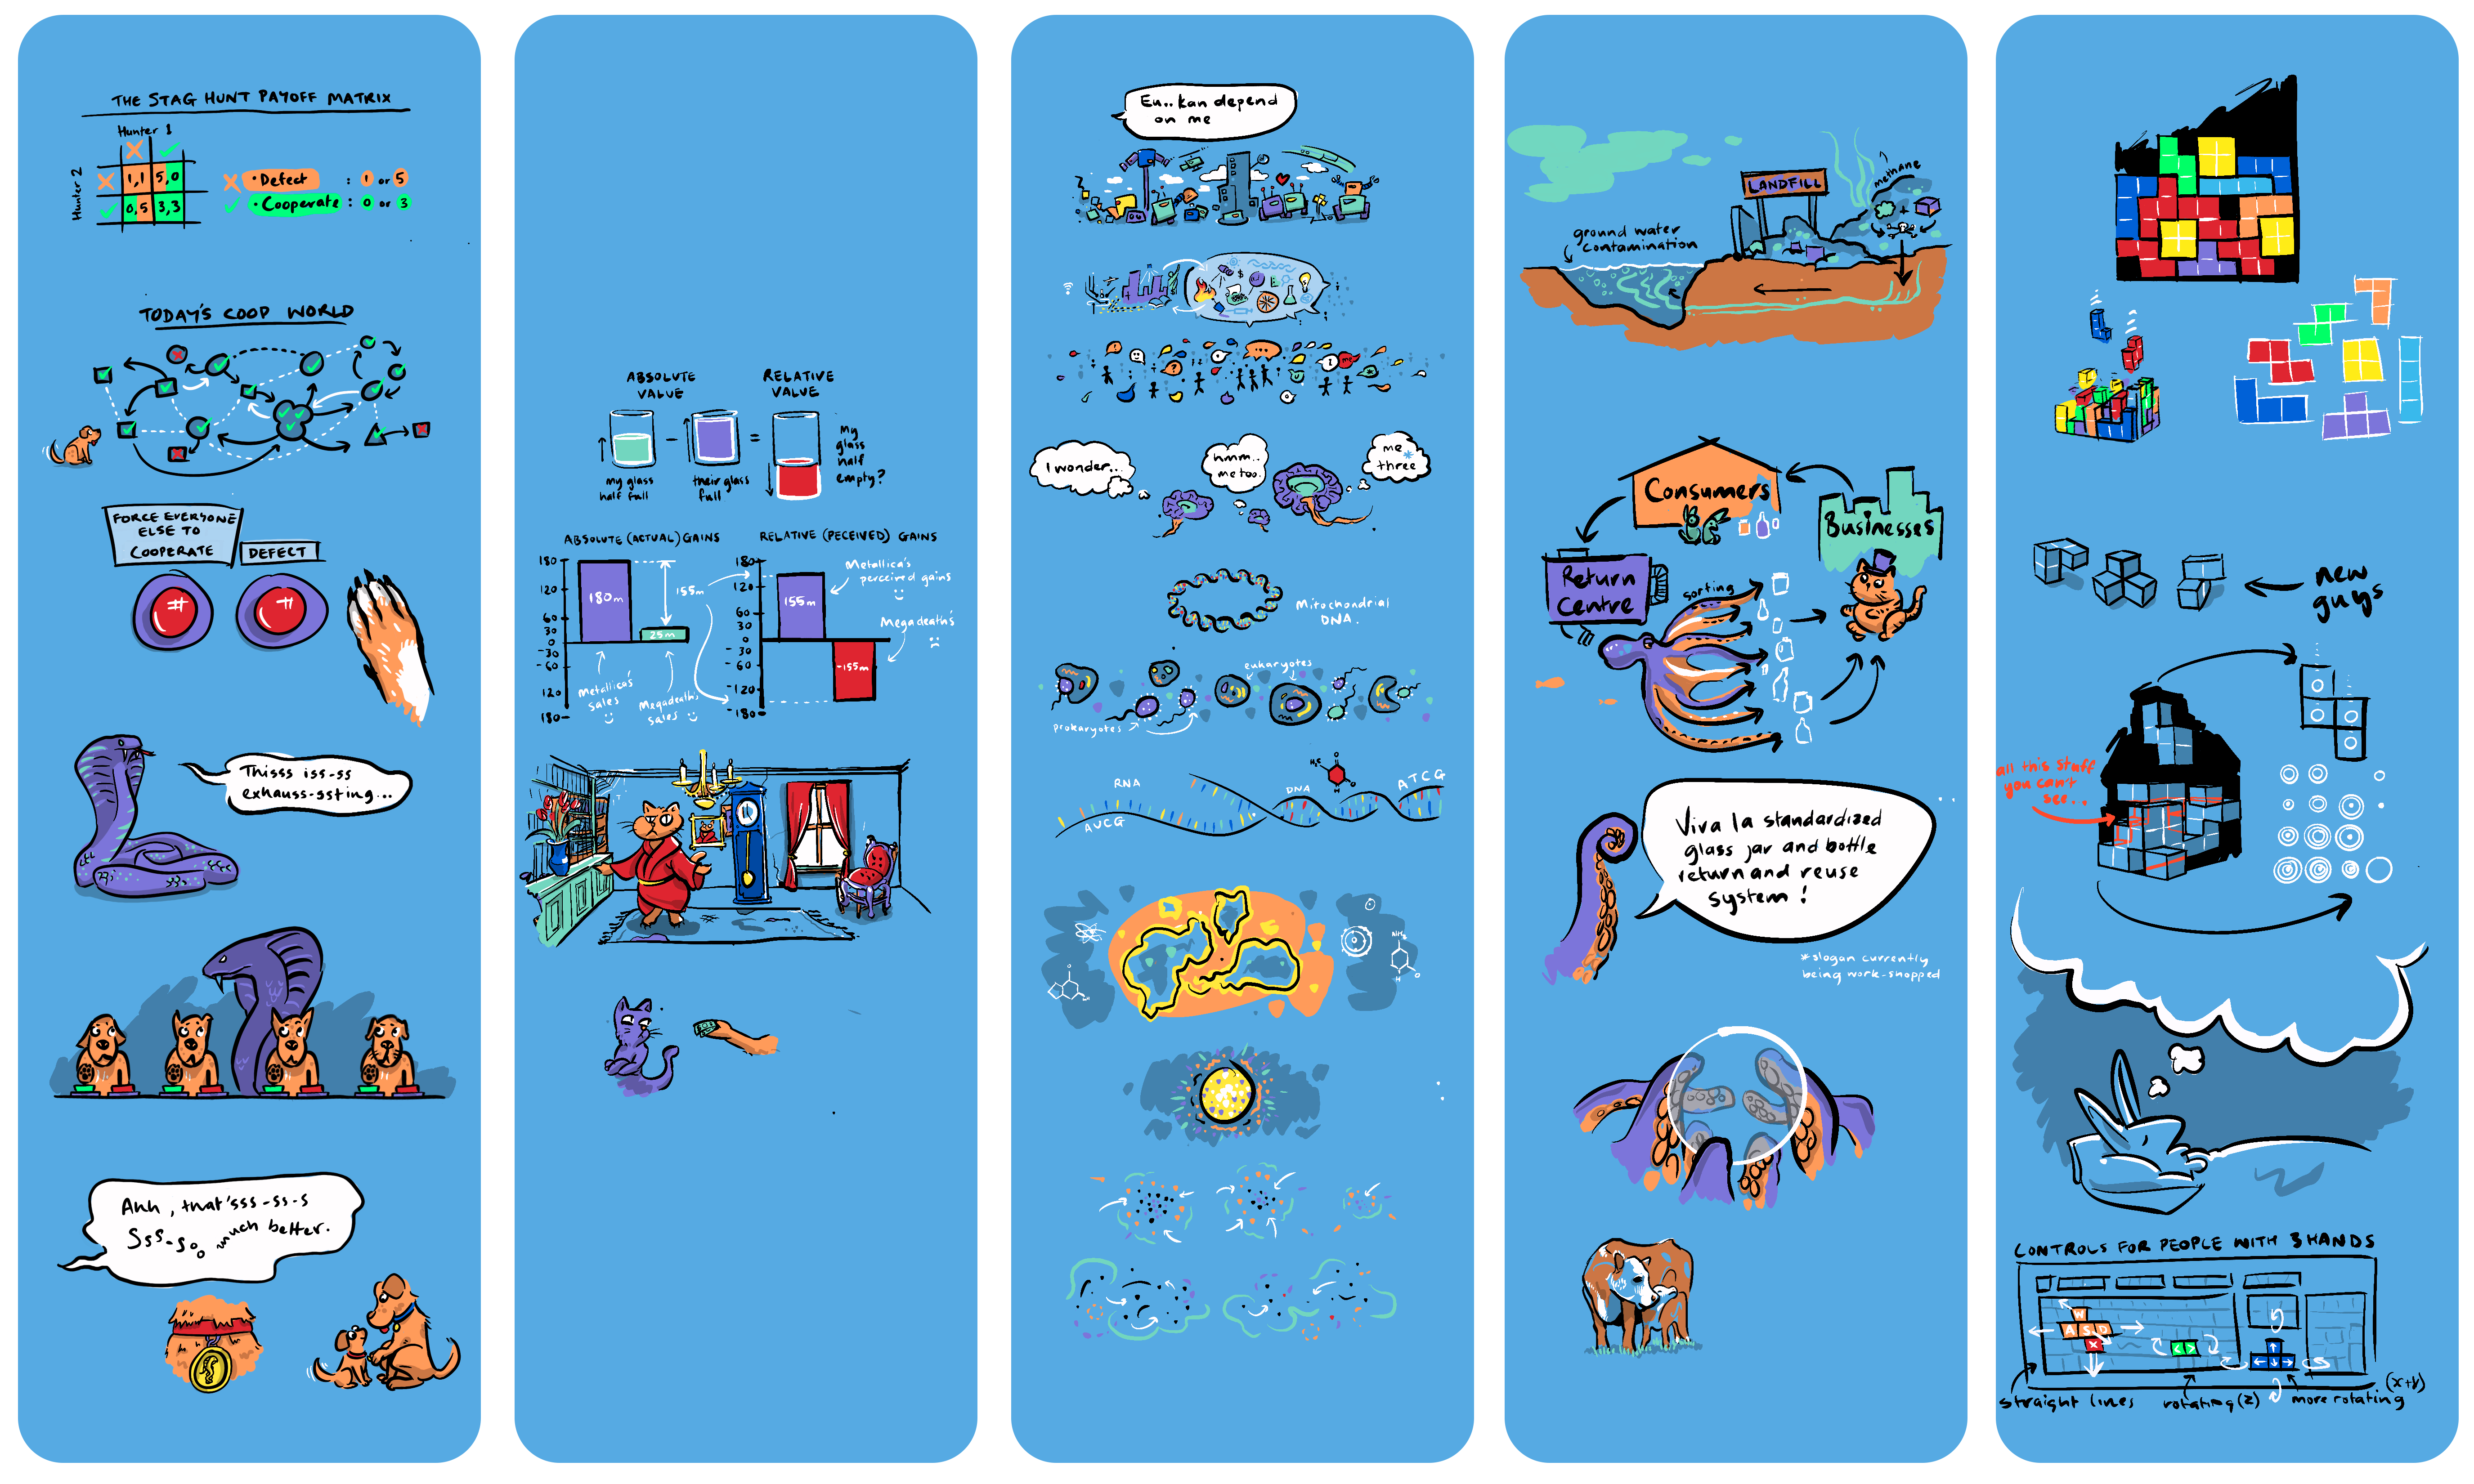 THE STAG HUNT PAYOFF MATRIX
Hunter 1
Hunter 2
1,1 5,0
0,5 3,3
• Defect : 1 or 5
• Cooperate : 0 or 3
TODAY'S COOP WORLD
FORCE EVERYONE
ELSE TO
COOPERATE
DEFECT
Thisss iss-ss
exhauss-ssting...
Ahh, that'sss-ss-s
Sss-so much better.
ABSOLUTE
VALUE
RELATIVE
VALUE
- =
my glass
half full
their glass
full
My
glass
half
empty?
ABSOLUTE (ACTUAL) GAINS
180
120
60
30
0
-30
-60
120
180-
180m
25m
155m
Metallica's
sales
Megadeath's
sales
RELATIVE (PECEIVED) GAINS
180
120
60
30
0
-30
-60
-120
-180
155m
-155m
Metallica's
perceived gains
Megadeath's
Eu.. kan depend
on me
I wonder...
hmm..
me too.
me
three
Mitochondrial
DNA.
eukaryotes
prokaryotes
RNA
AUCG
DNA
ATCG
LANDFILL
methane
ground water
contamination
Consumers
Businesses
Return
Centre
sorting
Viva la standardized
glass jar and bottle
return and reuse
system!
*slogan currently
being work-shopped
new
guys
all this stuff
you can't
see..
CONTROLS FOR PEOPLE WITH 3 HANDS
W
A S D
X
< >
straight lines
rotating (z)
more rotating
(x+y)